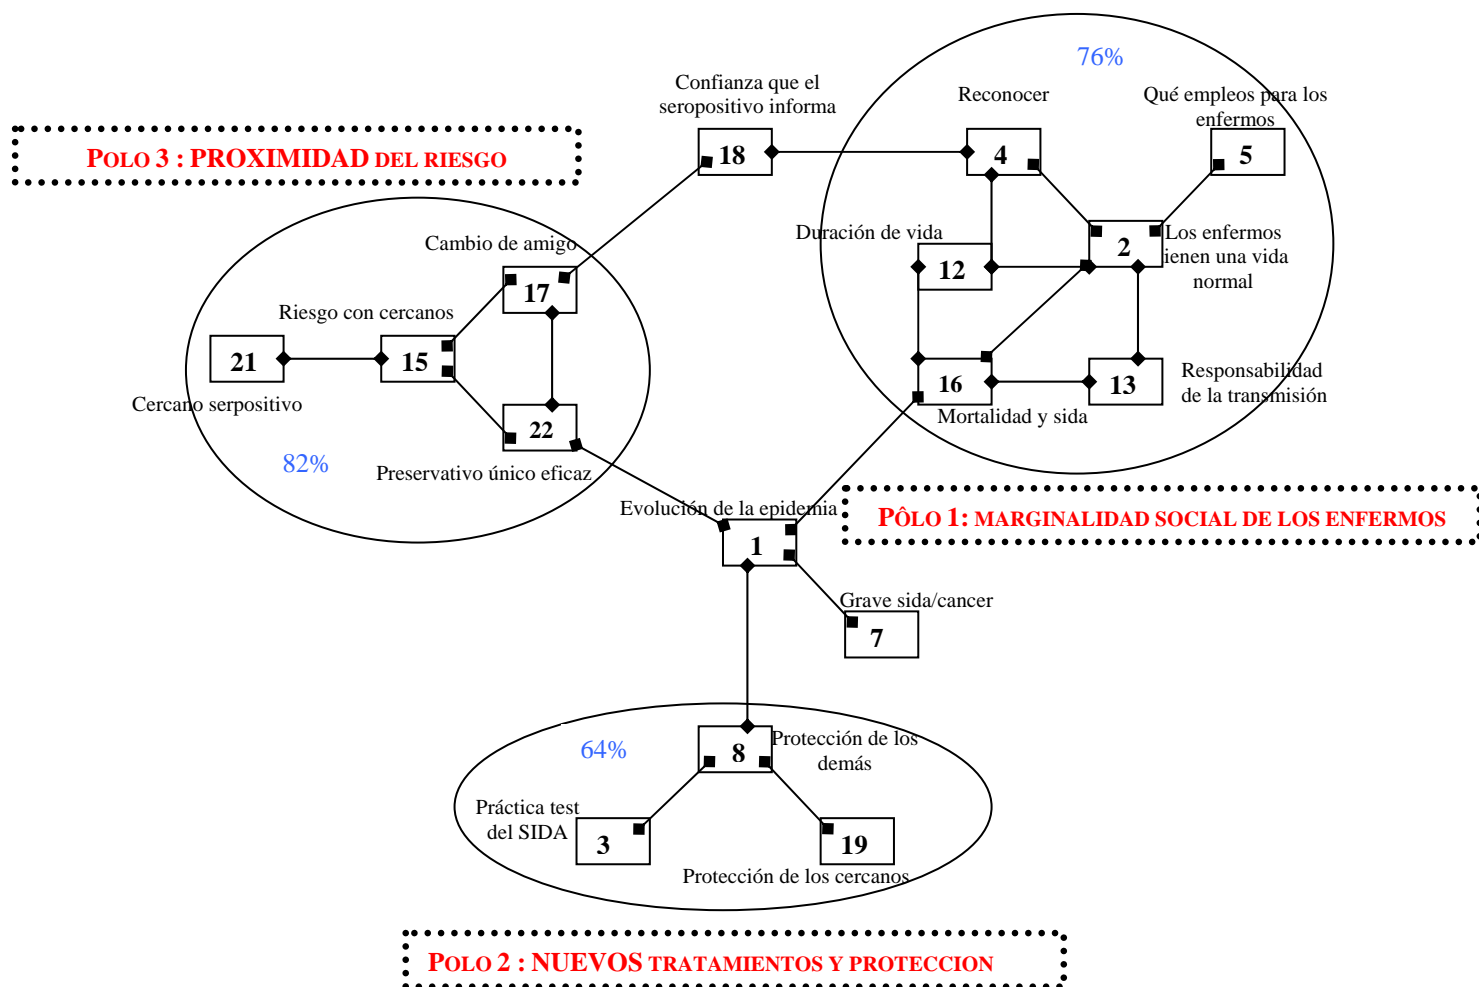 76%
Confianza que el
seropositivo informa
Reconocer
Qué empleos para los
enfermos
POLO 3 : PROXIMIDAD DEL RIESGO
18
4
5
Cambio de amigo
Duración de vida
2
Los enfermos
ienen una vida
normal
12
17
Riesgo con cercanos
21
15
16
13
Responsabilidad
de la transmisión
Cercano serpositivo
Mortalidad y sida
22
82%
Preservativo único eficaz
Evolución de la epidemia
PÔLO 1: MARGINALIDAD SOCIAL DE LOS ENFERMOS
1
Grave sida/cancer
7
64%
8
Protección de los
demás
Práctica test
del SIDA
3
19
Protección de los cercanos
POLO 2 : NUEVOS TRATAMIENTOS Y PROTECCION